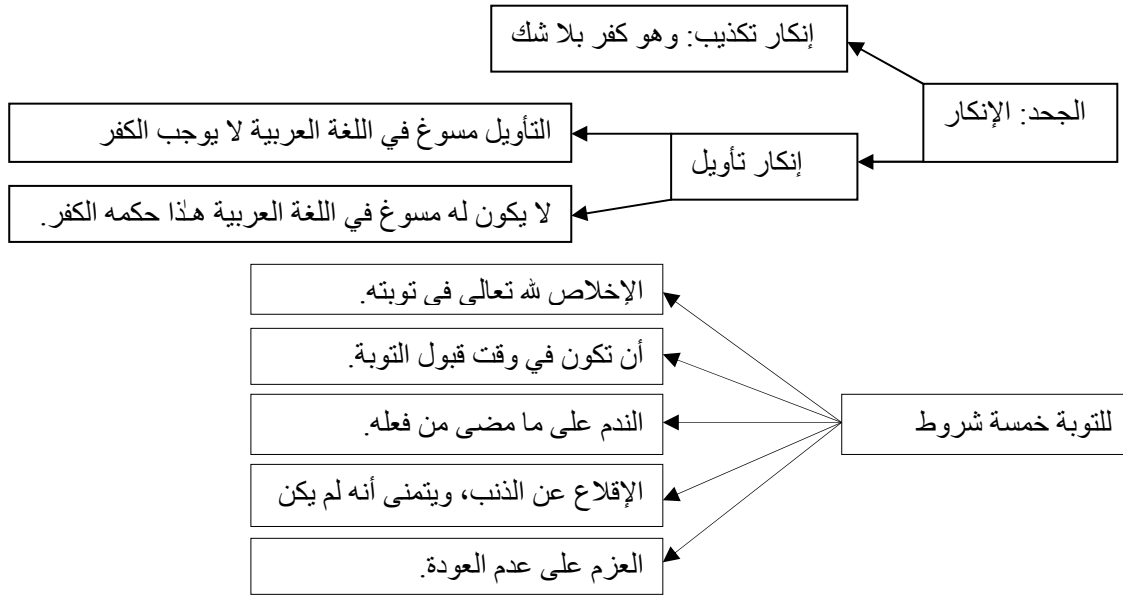 إنكار تكذيب: وهو كفر بلا شك
الجحد: الإنكار
التأويل مسوغ في اللغة العربية لا يوجب الكفر
إنكار تأويل
لا يكون له مسوغ في اللغة العربية هـٰذا حكمه الكفر.
الإخلاص لله تعالى في توبته.
أن تكون في وقت قبول التوبة.
للتوبة خمسة شروط
الندم على ما مضى من فعله.
الإقلاع عن الذنب، ويتمنى أنه لم يكن
العزم على عدم العودة.